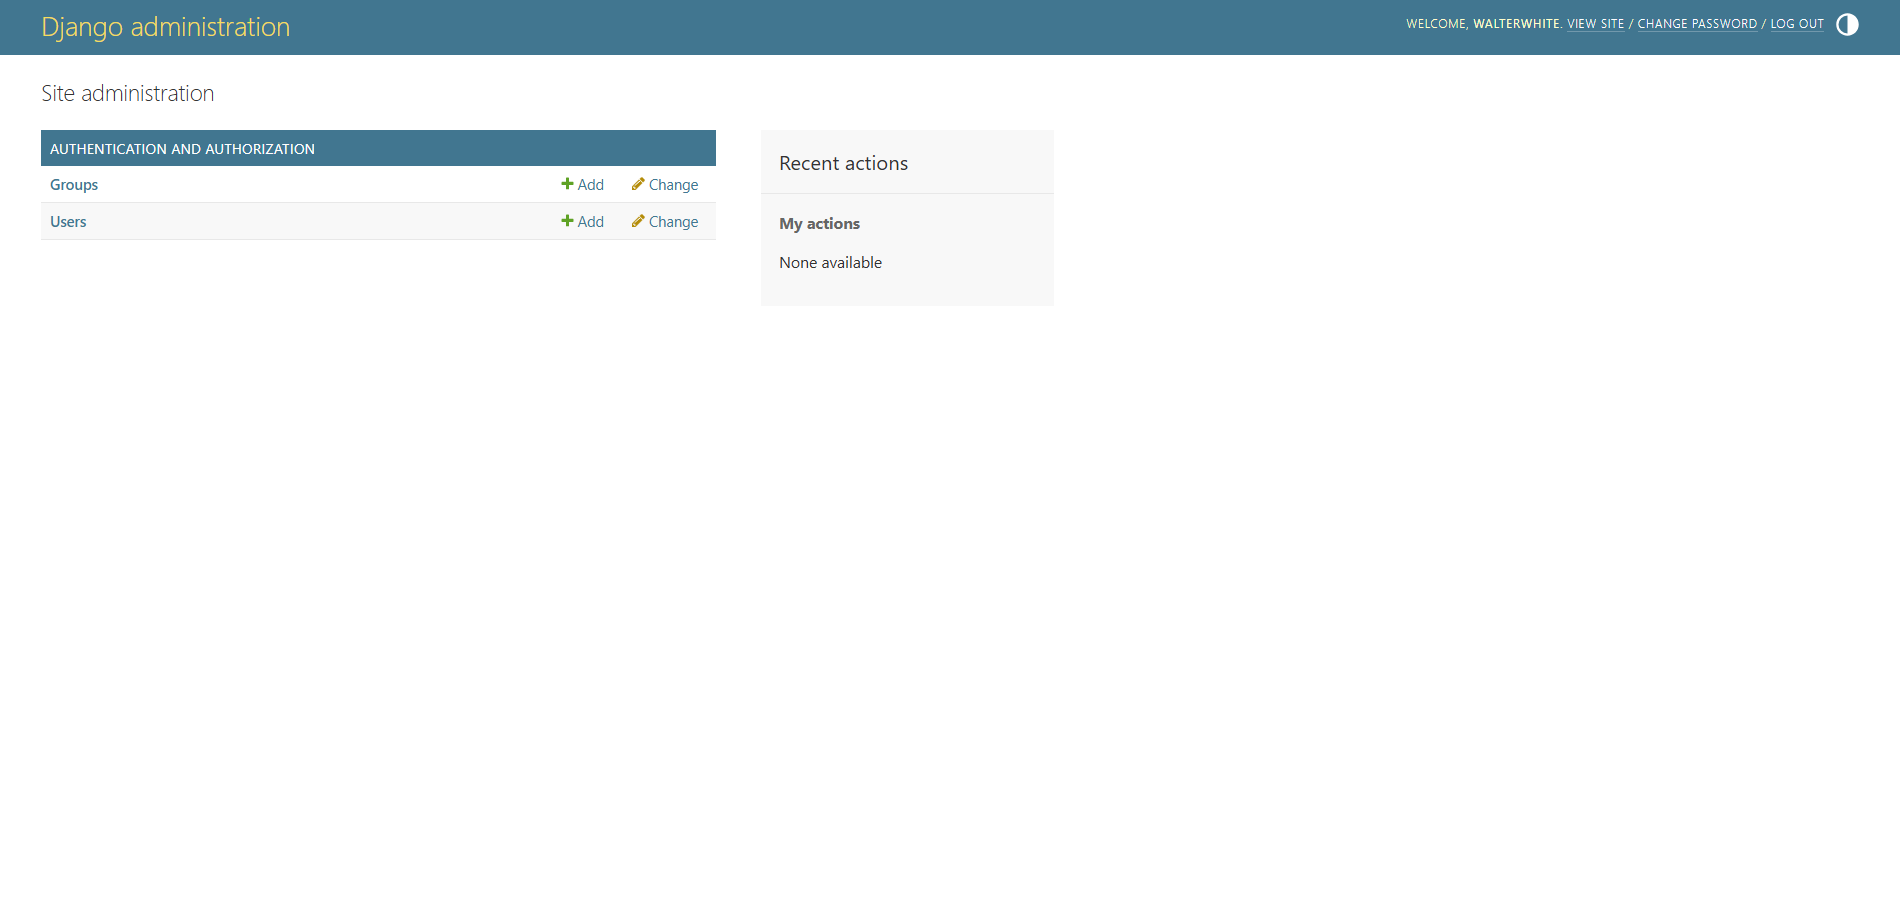 Django administration
WELCOME, WALTERWHITE. VIEW SITE / CHANGE PASSWORD / LOG OUT
Site administration
AUTHENTICATION AND AUTHORIZATION
Groups Add Change
Users Add Change
Recent actions
My actions
None available